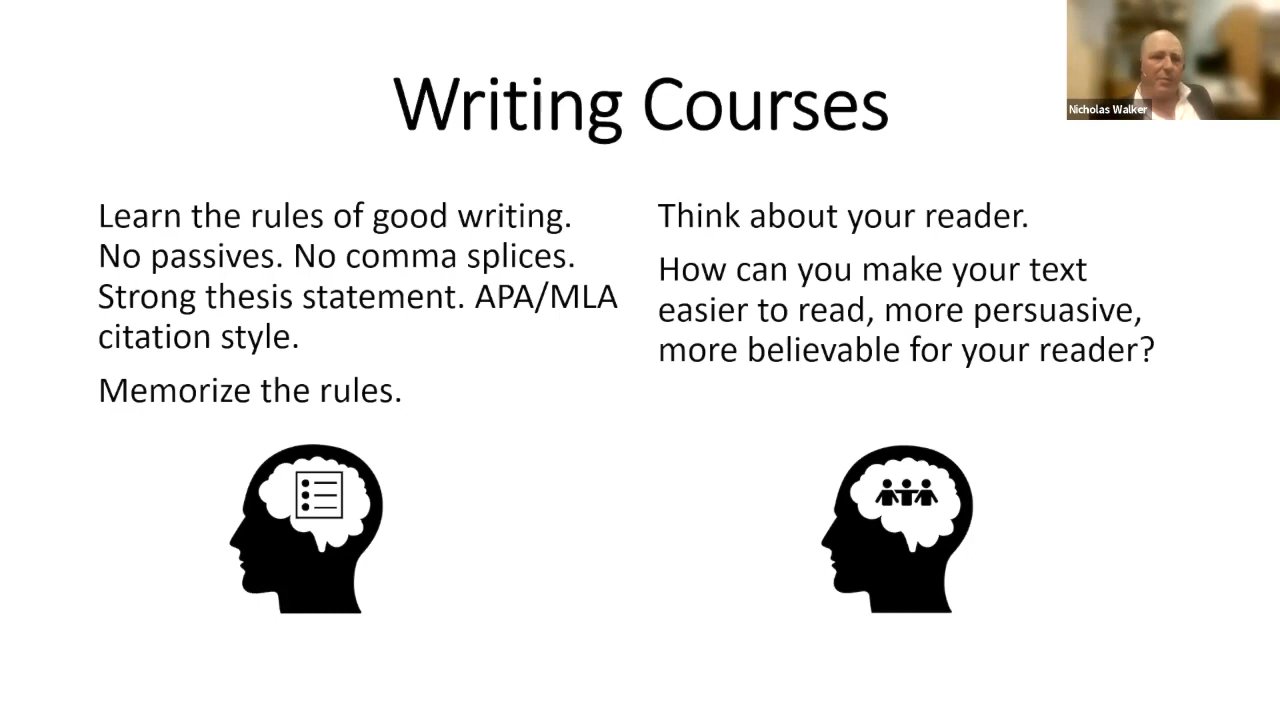 Writing Courses
Nicholas Walker
Learn the rules of good writing.
No passives. No comma splices.
Strong thesis statement. APA/MLA
citation style.
Memorize the rules.
Think about your reader.
How can you make your text
easier to read, more persuasive,
more believable for your reader?